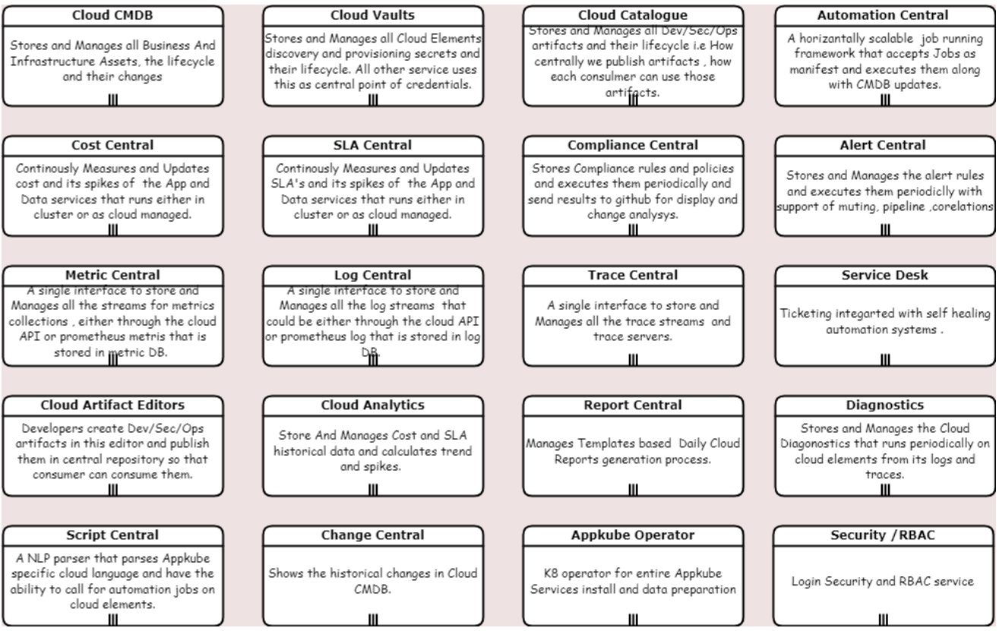 Cloud CMDB
Stores and Manages all Business And
Infrastructure Assets, the lifecycle
and their changes
Cloud Vaults
Stores and Manages all Cloud Elements
discovery and provisioning secrets and
their lifecycle. All other service uses
this as central point of credentials.
Cloud Catalogue
Stores and Manages all Dev/Sec/Ops
artifacts and their lifecycle i.e How
centrally we publish artifacts , how
each consulmer can use those
artifacts.
Automation Central
A horizantally scalable job running
framework that accepts Jobs as
manifest and executes them along
with CMDB updates.
Cost Central
Continously Measures and Updates
cost and its spikes of the App and
Data services that runs either in
cluster or as cloud managed.
SLA Central
Continously Measures and Updates
SLA's and its spikes of the App and
Data services that runs either in
cluster or as cloud managed.
Compliance Central
Stores Compliance rules and policies
and executes them periodically and
send results to github for display and
change analysys.
Alert Central
Stores and Manages the alert rules
and executes them periodiclly with
support of muting, pipeline ,corelations
Metric Central
A single interface to store and
Manages all the streams for metrics
collections , either through the cloud
API or prometheus metris that is
stored in metric DB.
Log Central
A single interface to store and
Manages all the log streams that
could be either through the cloud API
or prometheus log that is stored in log
DB.
Trace Central
A single interface to store and
Manages all the trace streams and
trace servers.
Service Desk
Ticketing integarted with self healing
automation systems .
Cloud Artifact Editors
Developers create Dev/Sec/Ops
artifacts in this editor and publish
them in central repository so that
consumer can consume them.
Cloud Analytics
Store And Manages Cost and SLA
historical data and calculates trend
and spikes.
Report Central
Manages Templates based Daily Cloud
Reports generation process.
Diagnostics
Stores and Manages the Cloud
Diagonostics that runs periodically on
cloud elements from its logs and
traces.
Script Central
A NLP parser that parses Appkube
specific cloud language and have the
ability to call for automation jobs on
cloud elements.
Change Central
Shows the historical changes in Cloud
CMDB.
Appkube Operator
K8 operator for entire Appkube
Services install and data preparation
Security /RBAC
Login Security and RBAC service